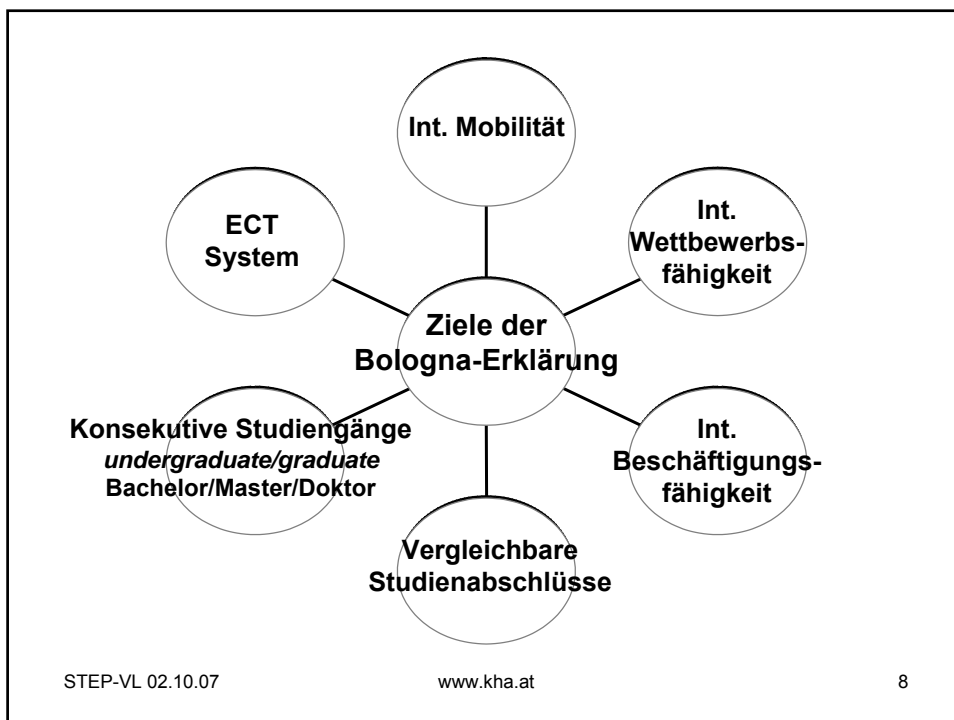 Int. Mobilität
ECT
System
Int.
Wettbewerbs-
fähigkeit
Ziele der
Bologna-Erklärung
Konsekutive Studiengänge
undergraduate/graduate
Bachelor/Master/Doktor
Int.
Beschäftigungs-
fähigkeit
Vergleichbare
Studienabschlüsse
STEP-VL 02.10.07
www.kha.at
8